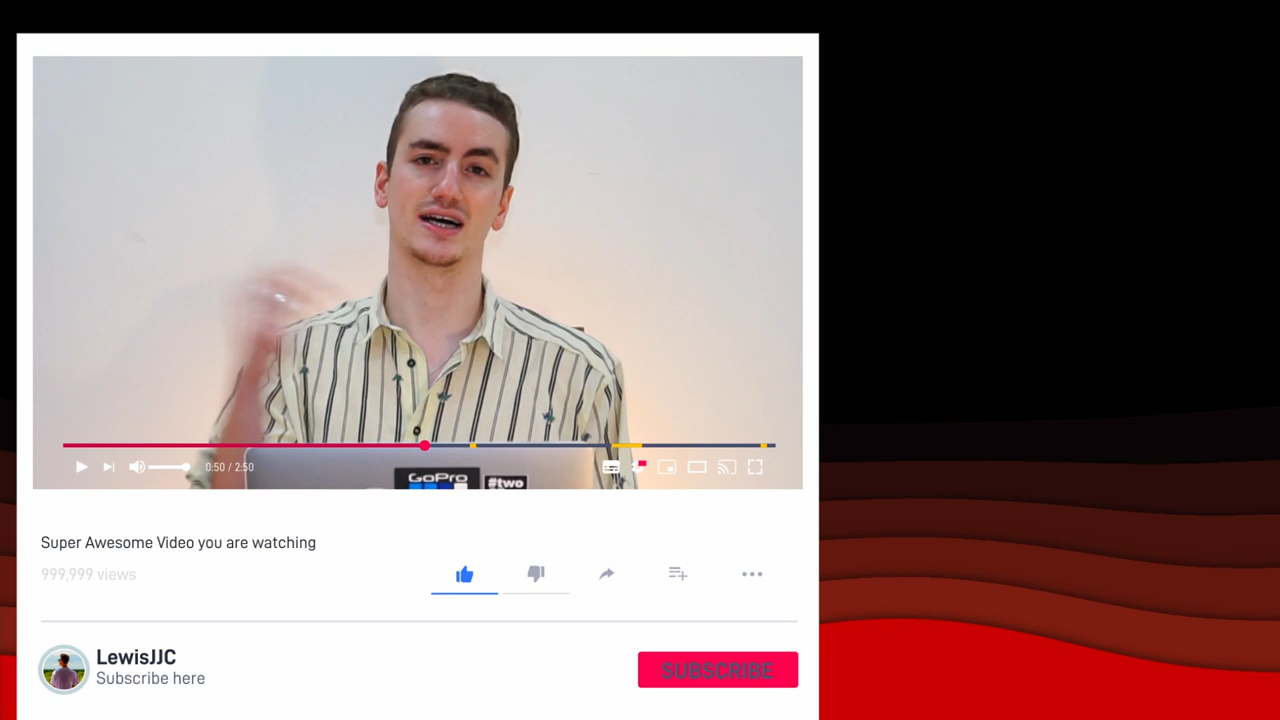 0:50 / 2:50
GoPro
#two
Super Awesome Video you are watching
999,999 views
LewisJJC
Subscribe here
SUBSCRIBE